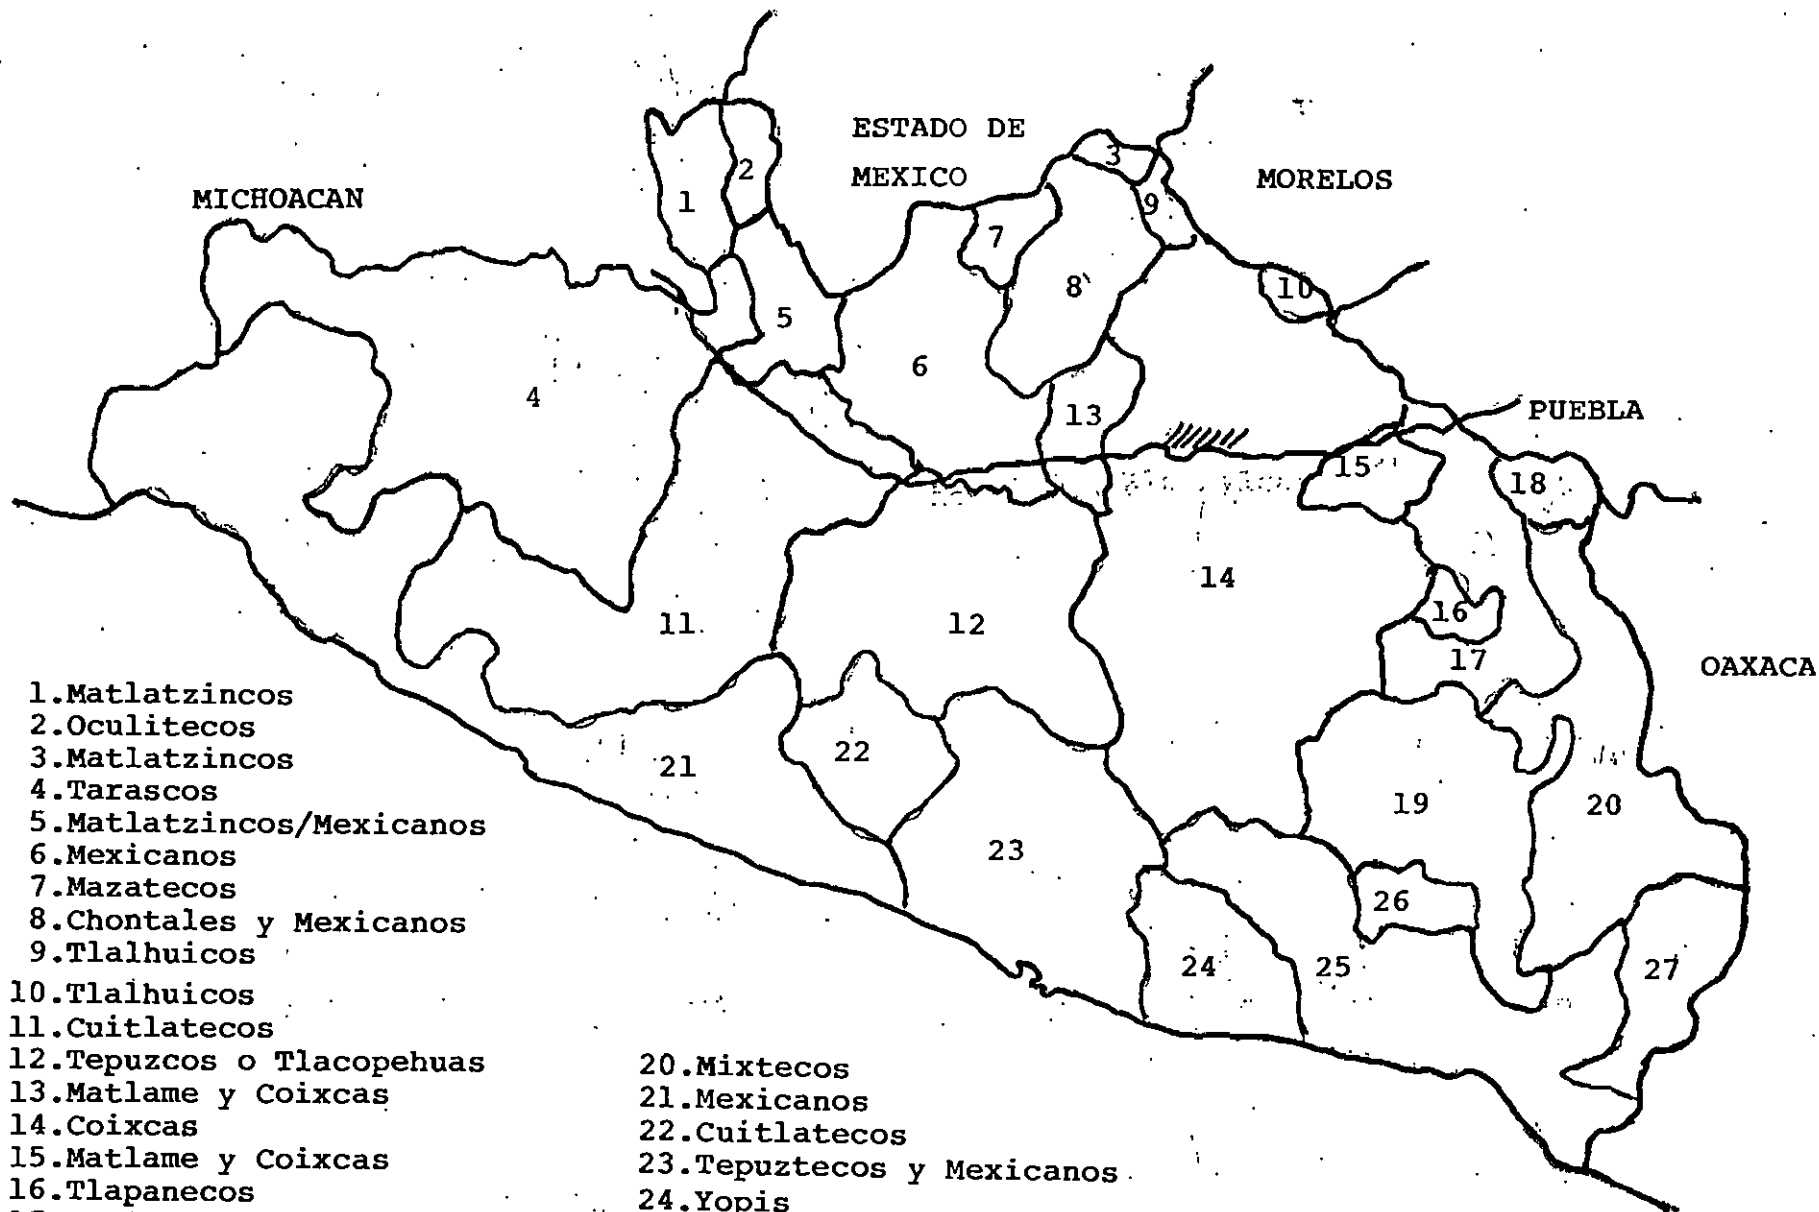 ESTADO DE
MEXICO
MICHOACAN
MORELOS
PUEBLA
OAXACA
1
2
3
4
5
6
7
8
9
10
11
12
13
14
15
16
17
18
19
20
21
22
23
24
25
26
27
1.Matlatzincos
2.Oculitecos
3.Matlatzincos
4.Tarascos
5.Matlatzincos/Mexicanos
6.Mexicanos
7.Mazatecos
8.Chontales y Mexicanos
9.Tlalhuicos
10.Tlalhuicos
11.Cuitlatecos
12.Tepuzcos o Tlacopehuas
13.Matlame y Coixcas
14.Coixcas
15.Matlame y Coixcas
16.Tlapanecos
20.Mixtecos
21.Mexicanos
22.Cuitlatecos
23.Tepuztecos y Mexicanos
24.Yopis